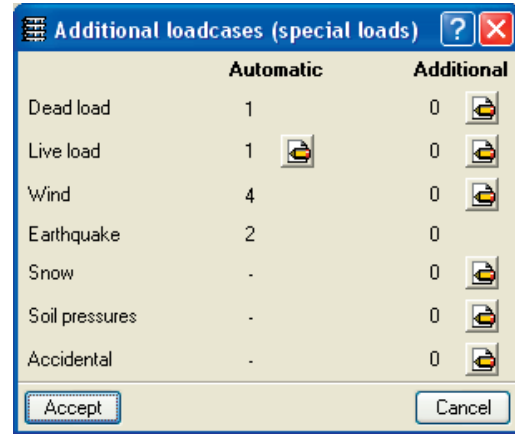 Additional loadcases (special loads) ?
Automatic Additional
Dead load 1 0
Live load 1 0
Wind 4 0
Earthquake 2 0
Snow - 0
Soil pressures - 0
Accidental - 0
Accept Cancel